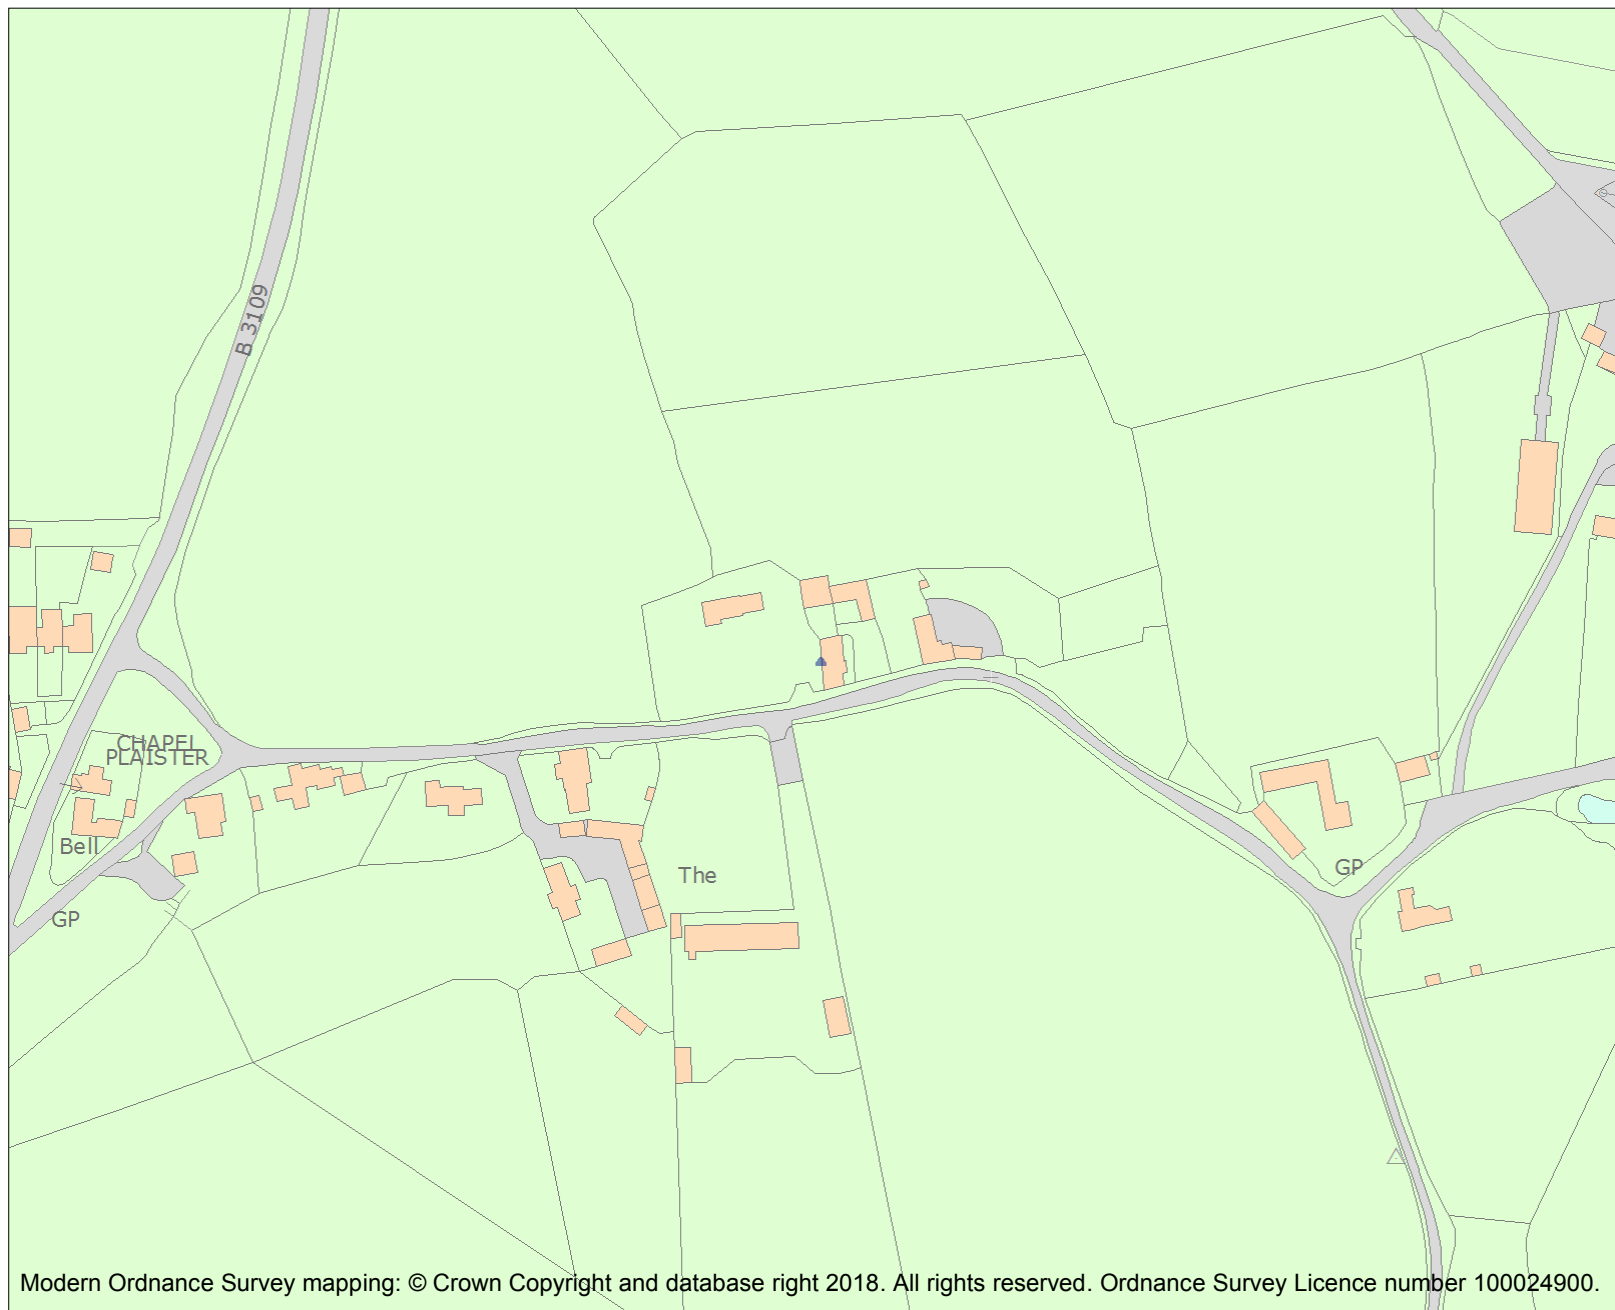 B 3109
CHAPEL
PLAISTER
Bell
The
GP
GP
Modern Ordnance Survey mapping: © Crown Copyright and database right 2018. All rights reserved. Ordnance Survey Licence number 100024900.